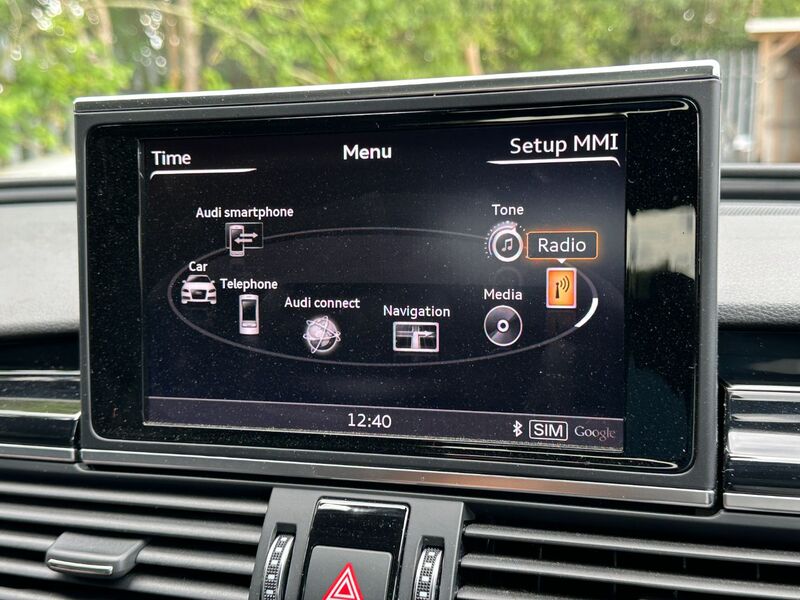 Time
Menu
Setup MMI
Audi smartphone
Tone
Radio
Car
Telephone
Audi connect
Navigation
Media
12:40
SIM Google